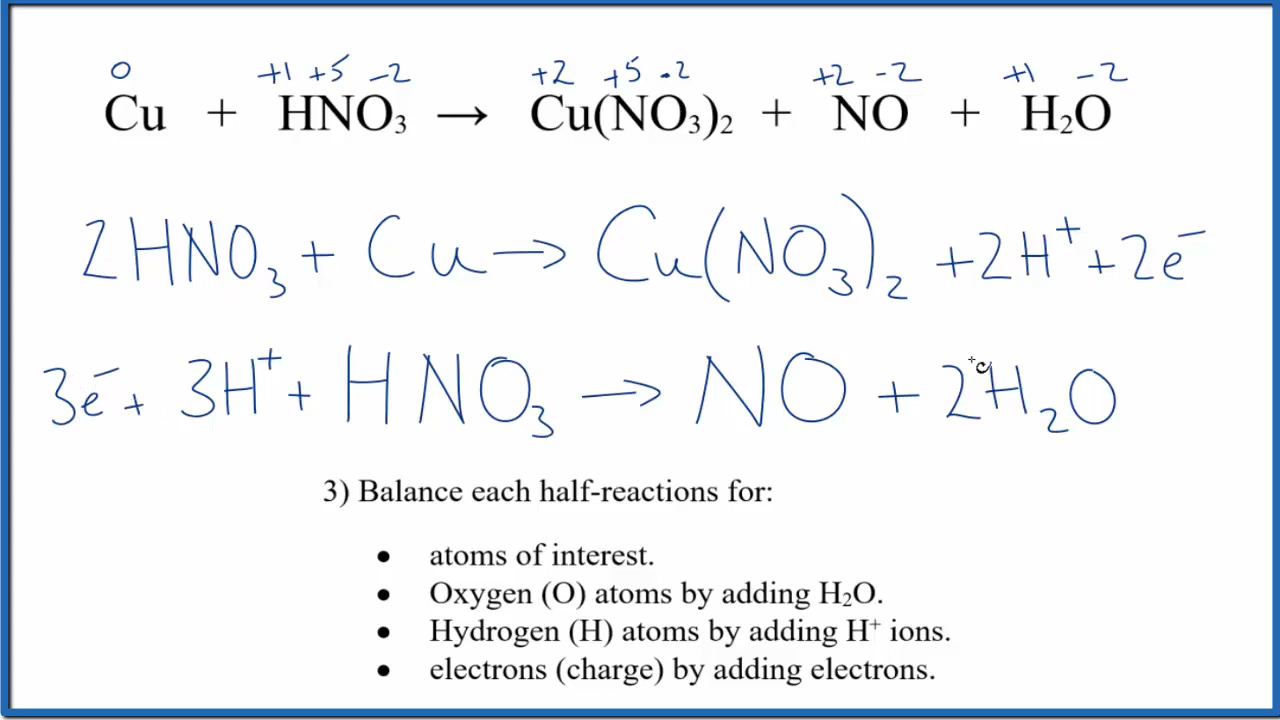 0 +1 +5 -2 +2 +5 -2 +2 -2 +1 -2
Cu + HNO₃ → Cu(NO₃)₂ + NO + H₂O
2HNO₃ + Cu → Cu(NO₃)₂ + 2H⁺ + 2e⁻
3e⁻ + 3H⁺ + HNO₃ → NO + 2H₂O
3) Balance each half-reactions for:
• atoms of interest.
• Oxygen (O) atoms by adding H₂O.
• Hydrogen (H) atoms by adding H⁺ ions.
• electrons (charge) by adding electrons.